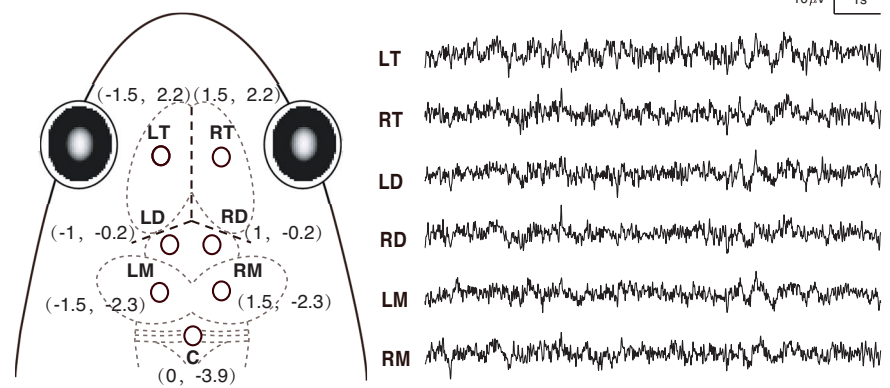 10μv 1s
(-1.5, 2.2) (1.5, 2.2)
LT RT
LD RD
(-1, -0.2) (1, -0.2)
LM RM
(-1.5, -2.3) (1.5, -2.3)
C
(0, -3.9)
LT
RT
LD
RD
LM
RM